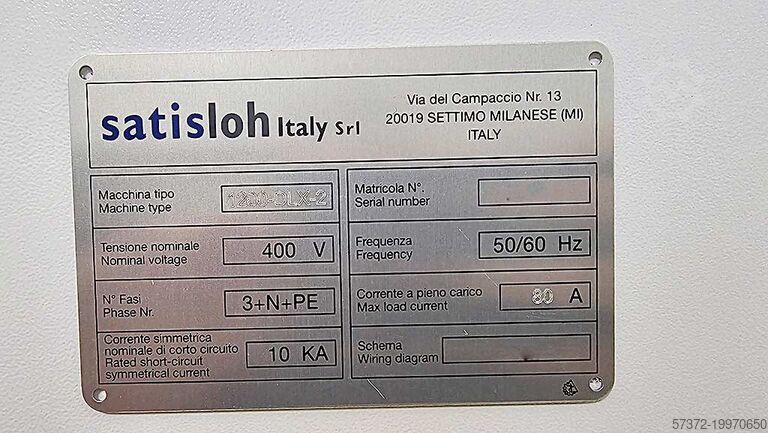 satisloh Italy Srl
Via del Campaccio Nr. 13
20019 SETTIMO MILANESE (MI)
ITALY
Macchina tipo
Machine type
1200-DLX-2
Matricola N°.
Serial number
Tensione nominale
Nominal voltage
400 V
Frequenza
Frequency
50/60 Hz
N° Fasi
Phase Nr.
3+N+PE
Corrente a pieno carico
Max load current
80 A
Corrente simmetrica
nominale di corto circuito
Rated short-circuit
symmetrical current
10 KA
Schema
Wiring diagram
57372-19970650